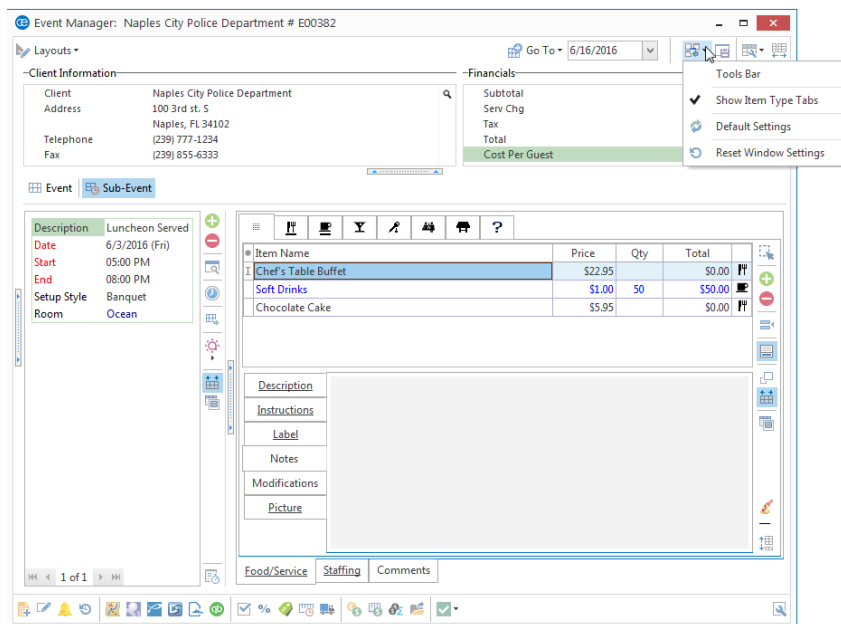 Event Manager: Naples City Police Department # E00382
Layouts
Go To 6/16/2016
Tools Bar
Show Item Type Tabs
Default Settings
Reset Window Settings
Client Information
Client Naples City Police Department
Address 100 3rd st. S
Naples, FL 34102
Telephone (239) 777-1234
Fax (239) 855-6333
Financials
Subtotal
Serv Chg
Tax
Total
Cost Per Guest
Event Sub-Event
Description Luncheon Served
Date 6/3/2016 (Fri)
Start 05:00 PM
End 08:00 PM
Setup Style Banquet
Room Ocean
?
Item Name Price Qty Total
Chef's Table Buffet $22.95 $0.00
Soft Drinks $1.00 50 $50.00
Chocolate Cake $5.95 $0.00
Description
Instructions
Label
Notes
Modifications
Picture
1 of 1
Food/Service Staffing Comments